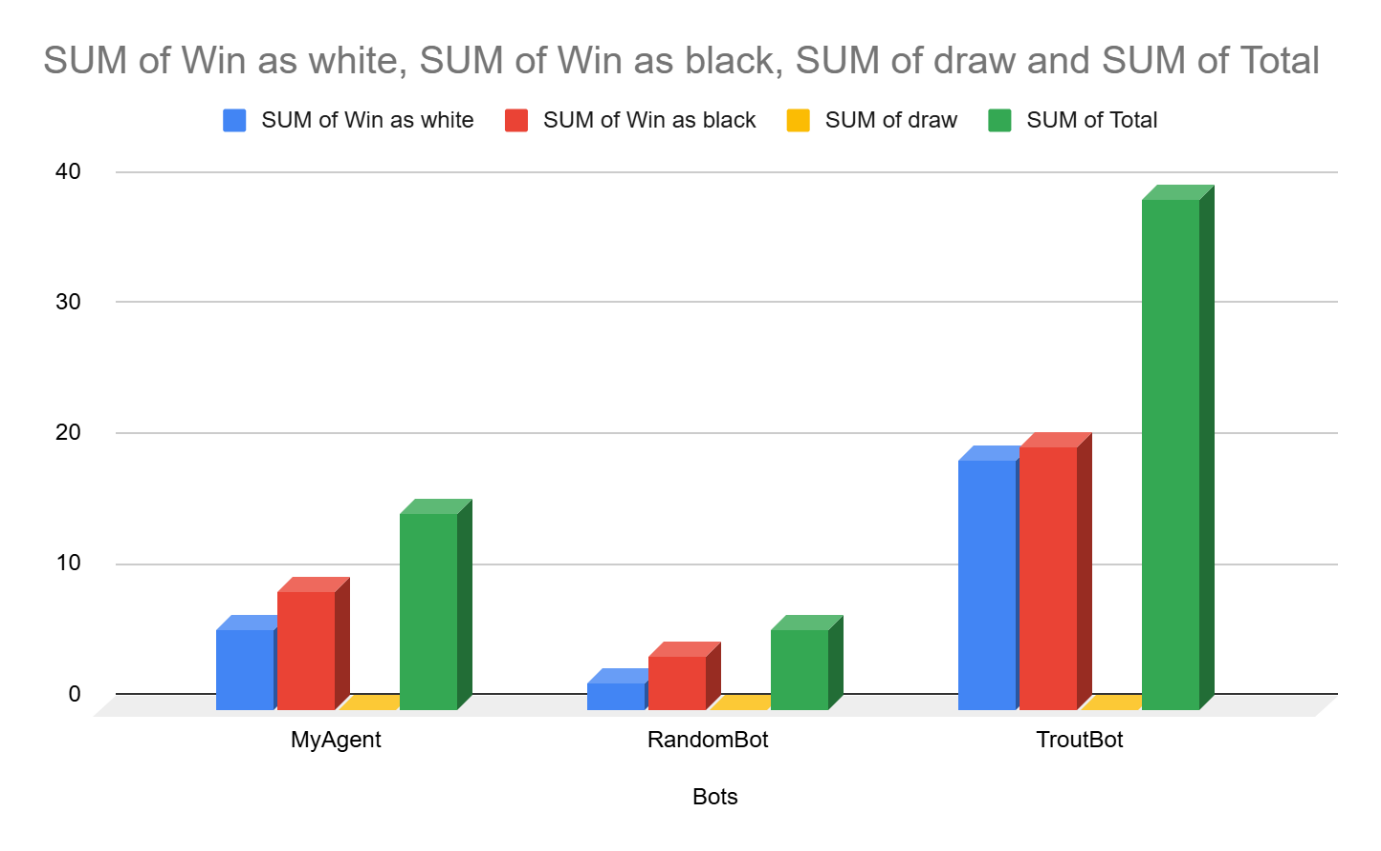 SUM of Win as white, SUM of Win as black, SUM of draw and SUM of Total
SUM of Win as white SUM of Win as black SUM of draw SUM of Total
40
30
20
10
0
MyAgent RandomBot TroutBot
Bots